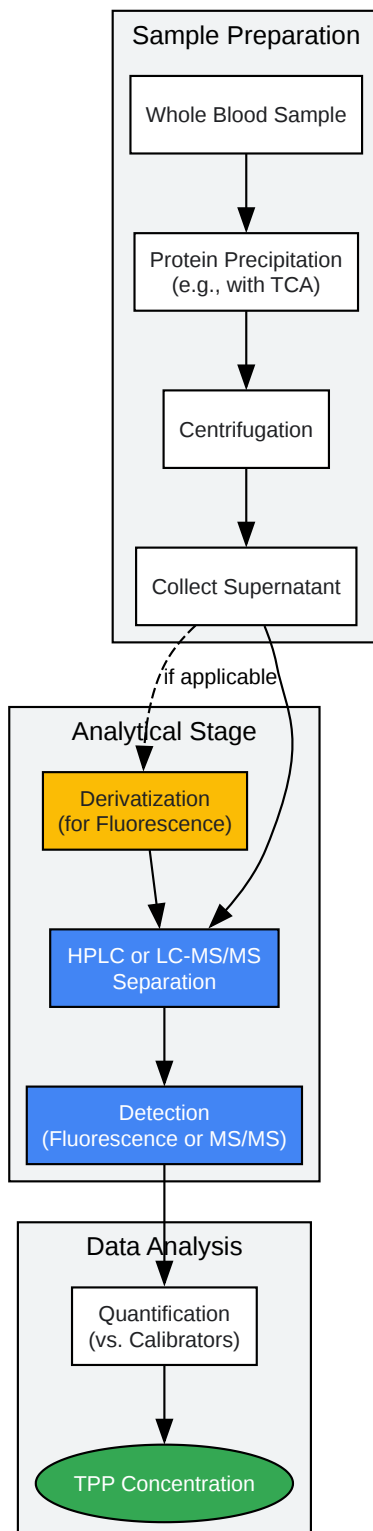 Sample Preparation
Whole Blood Sample
Protein Precipitation
(e.g., with TCA)
Centrifugation
Collect Supernatant
if applicable
Analytical Stage
Derivatization
(for Fluorescence)
HPLC or LC-MS/MS
Separation
Detection
(Fluorescence or MS/MS)
Data Analysis
Quantification
(vs. Calibrators)
TPP Concentration